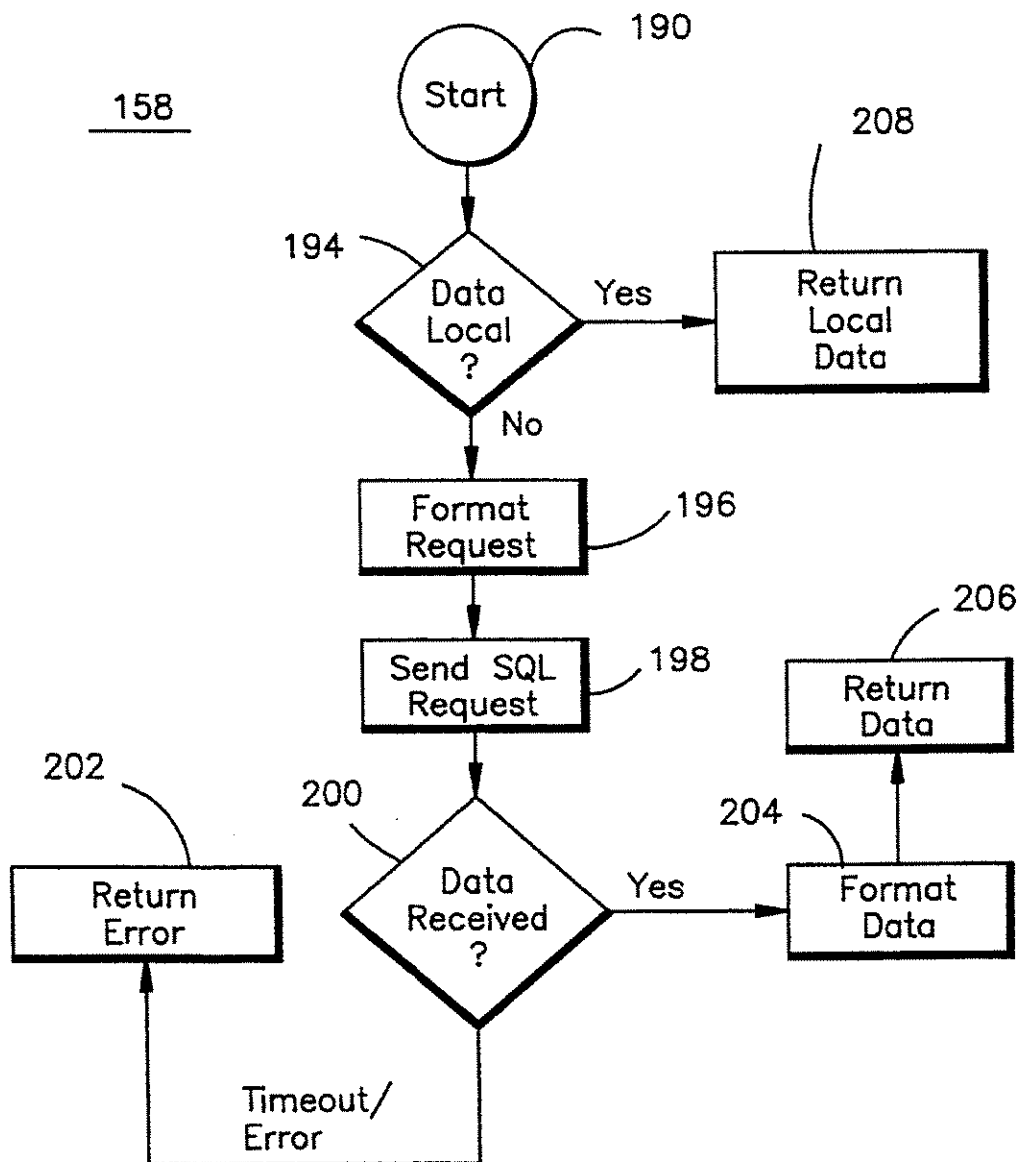 190
Start
158
208
194
Data
Local
?
Yes
Return
Local
Data
No
Format
Request
196
Send SQL
Request
198
206
Return
Data
202
200
204
Return
Error
Data
Received
?
Yes
Format
Data
Timeout/
Error